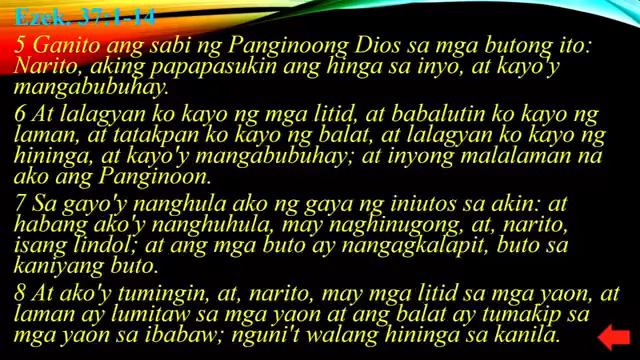 Ezek. 37:1-14
5 Ganito ang sabi ng Panginoong Dios sa mga butong ito:
Narito, aking papapasukin ang hinga sa inyo, at kayo'y
mangabubuhay.
6 At lalagyan ko kayo ng mga litid, at babalutin ko kayo ng
laman, at tatakpan ko kayo ng balat, at lalagyan ko kayo ng
hininga, at kayo'y mangabubuhay; at inyong malalaman na
ako ang Panginoon.
7 Sa gayo'y nanghula ako ng gaya ng iniutos sa akin: at
habang ako'y nanghuhula, may naghinugong, at, narito,
isang lindol; at ang mga buto ay nangagkalapit, buto sa
kaniyang buto.
8 At ako'y tumingin, at, narito, may mga litid sa mga yaon, at
laman ay lumitaw sa mga yaon at ang balat ay tumakip sa
mga yaon sa ibabaw; nguni't walang hininga sa kanila.